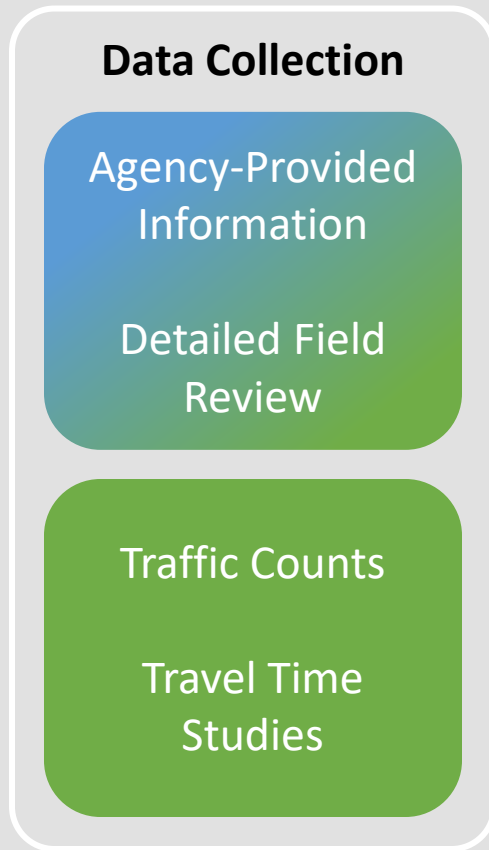 Data Collection
Agency-Provided
Information
Detailed Field
Review
Traffic Counts
Travel Time
Studies